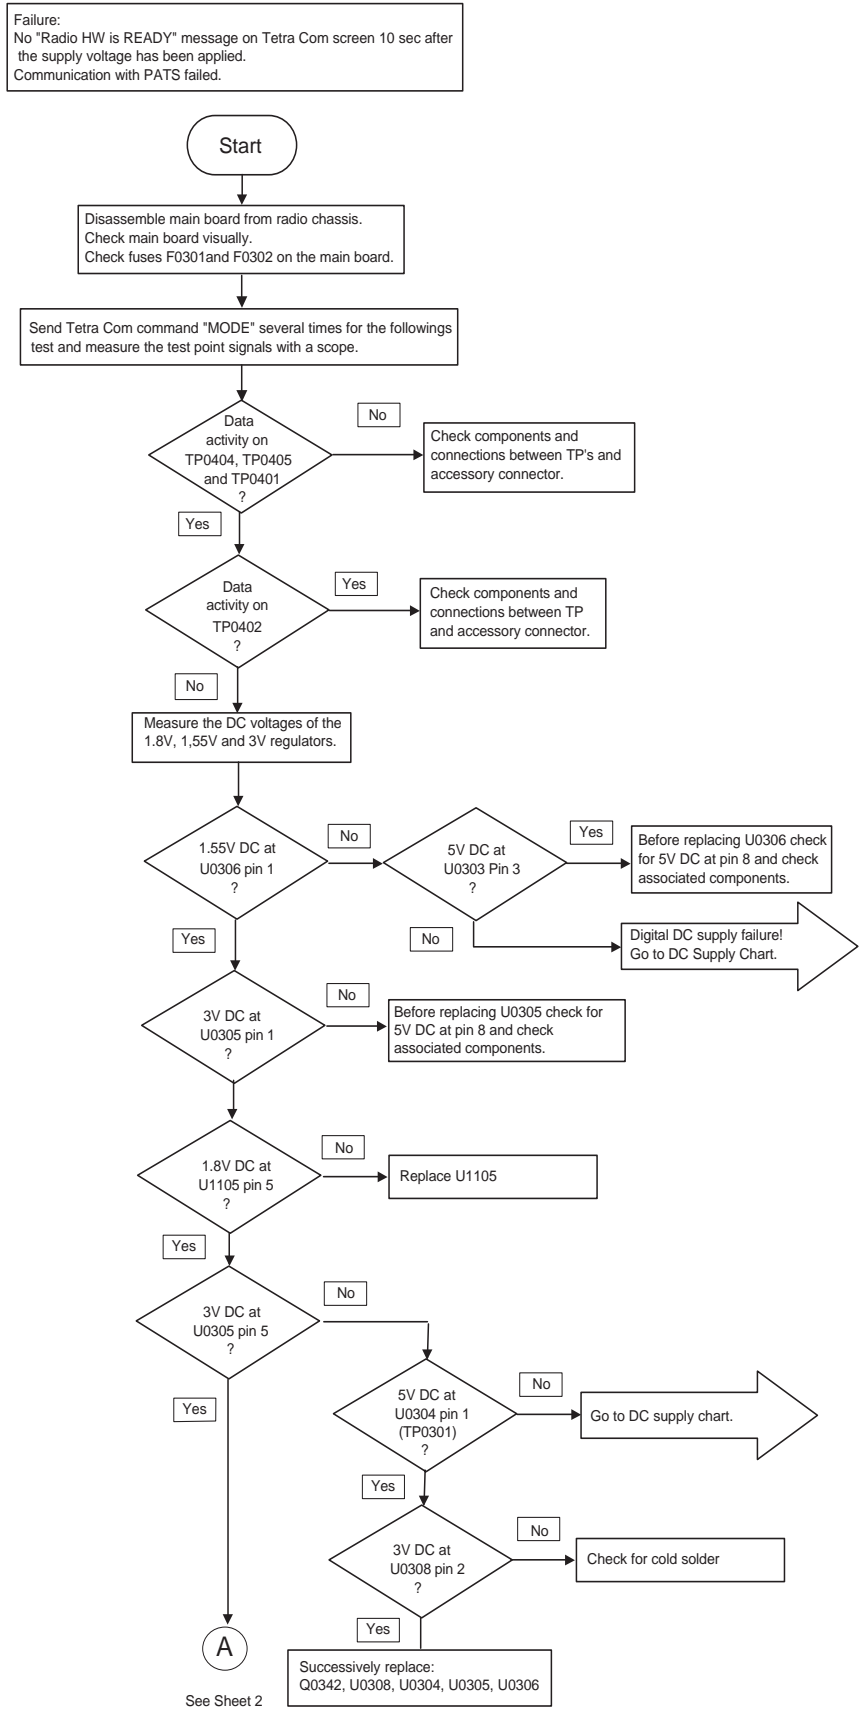 Failure:
No "Radio HW is READY" message on Tetra Com screen 10 sec after
the supply voltage has been applied.
Communication with PATS failed.
Start
Disassemble main board from radio chassis.
Check main board visually.
Check fuses F0301and F0302 on the main board.
Send Tetra Com command "MODE" several times for the followings
test and measure the test point signals with a scope.
Data
activity on
TP0404, TP0405
and TP0401
?
No
Check components and
connections between TP's and
accessory connector.
Yes
Data
activity on
TP0402
?
Yes
Check components and
connections between TP
and accessory connector.
No
Measure the DC voltages of the
1.8V, 1,55V and 3V regulators.
1.55V DC at
U0306 pin 1
?
No
5V DC at
U0303 Pin 3
?
Yes
Before replacing U0306 check
for 5V DC at pin 8 and check
associated components.
No
Digital DC supply failure!
Go to DC Supply Chart.
Yes
3V DC at
U0305 pin 1
?
No
Before replacing U0305 check for
5V DC at pin 8 and check
associated components.
1.8V DC at
U1105 pin 5
?
No
Replace U1105
Yes
3V DC at
U0305 pin 5
?
No
5V DC at
U0304 pin 1
(TP0301)
?
No
Go to DC supply chart.
Yes
Yes
3V DC at
U0308 pin 2
?
No
Check for cold solder
Yes
Successively replace:
Q0342, U0308, U0304, U0305, U0306
A
See Sheet 2